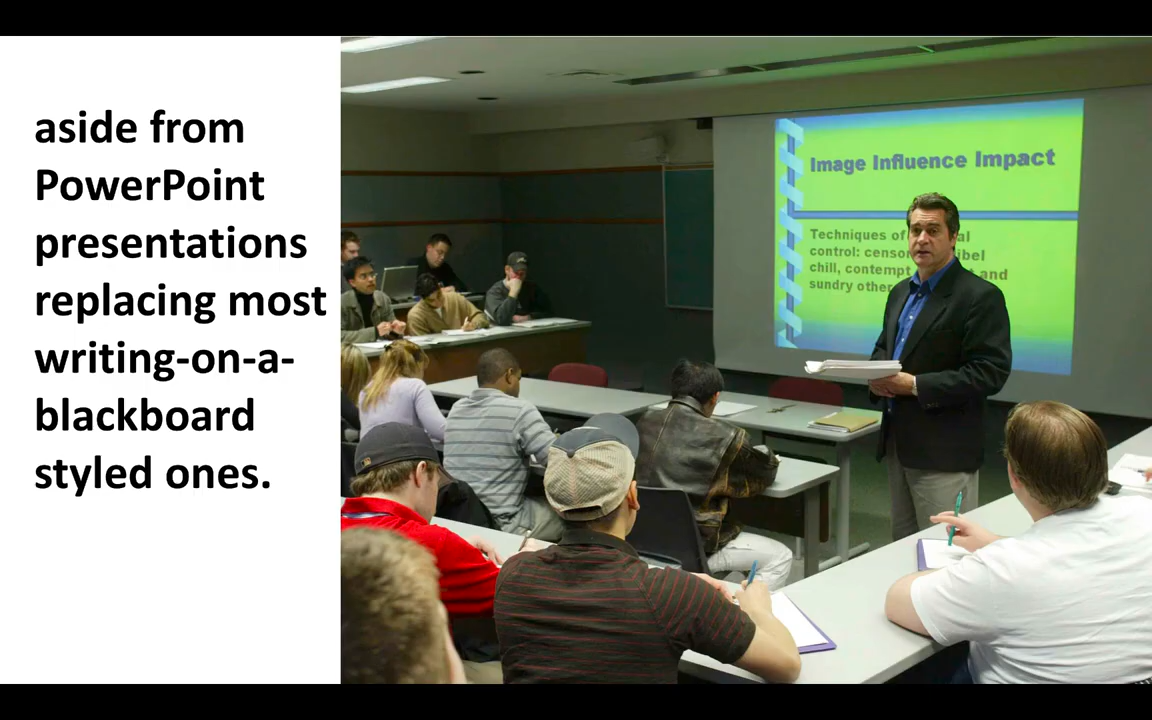 aside from
PowerPoint
presentations
replacing most
writing-on-a-
blackboard
styled ones.
Image Influence Impact
Techniques of
control:
chill, contempt and
sundry other